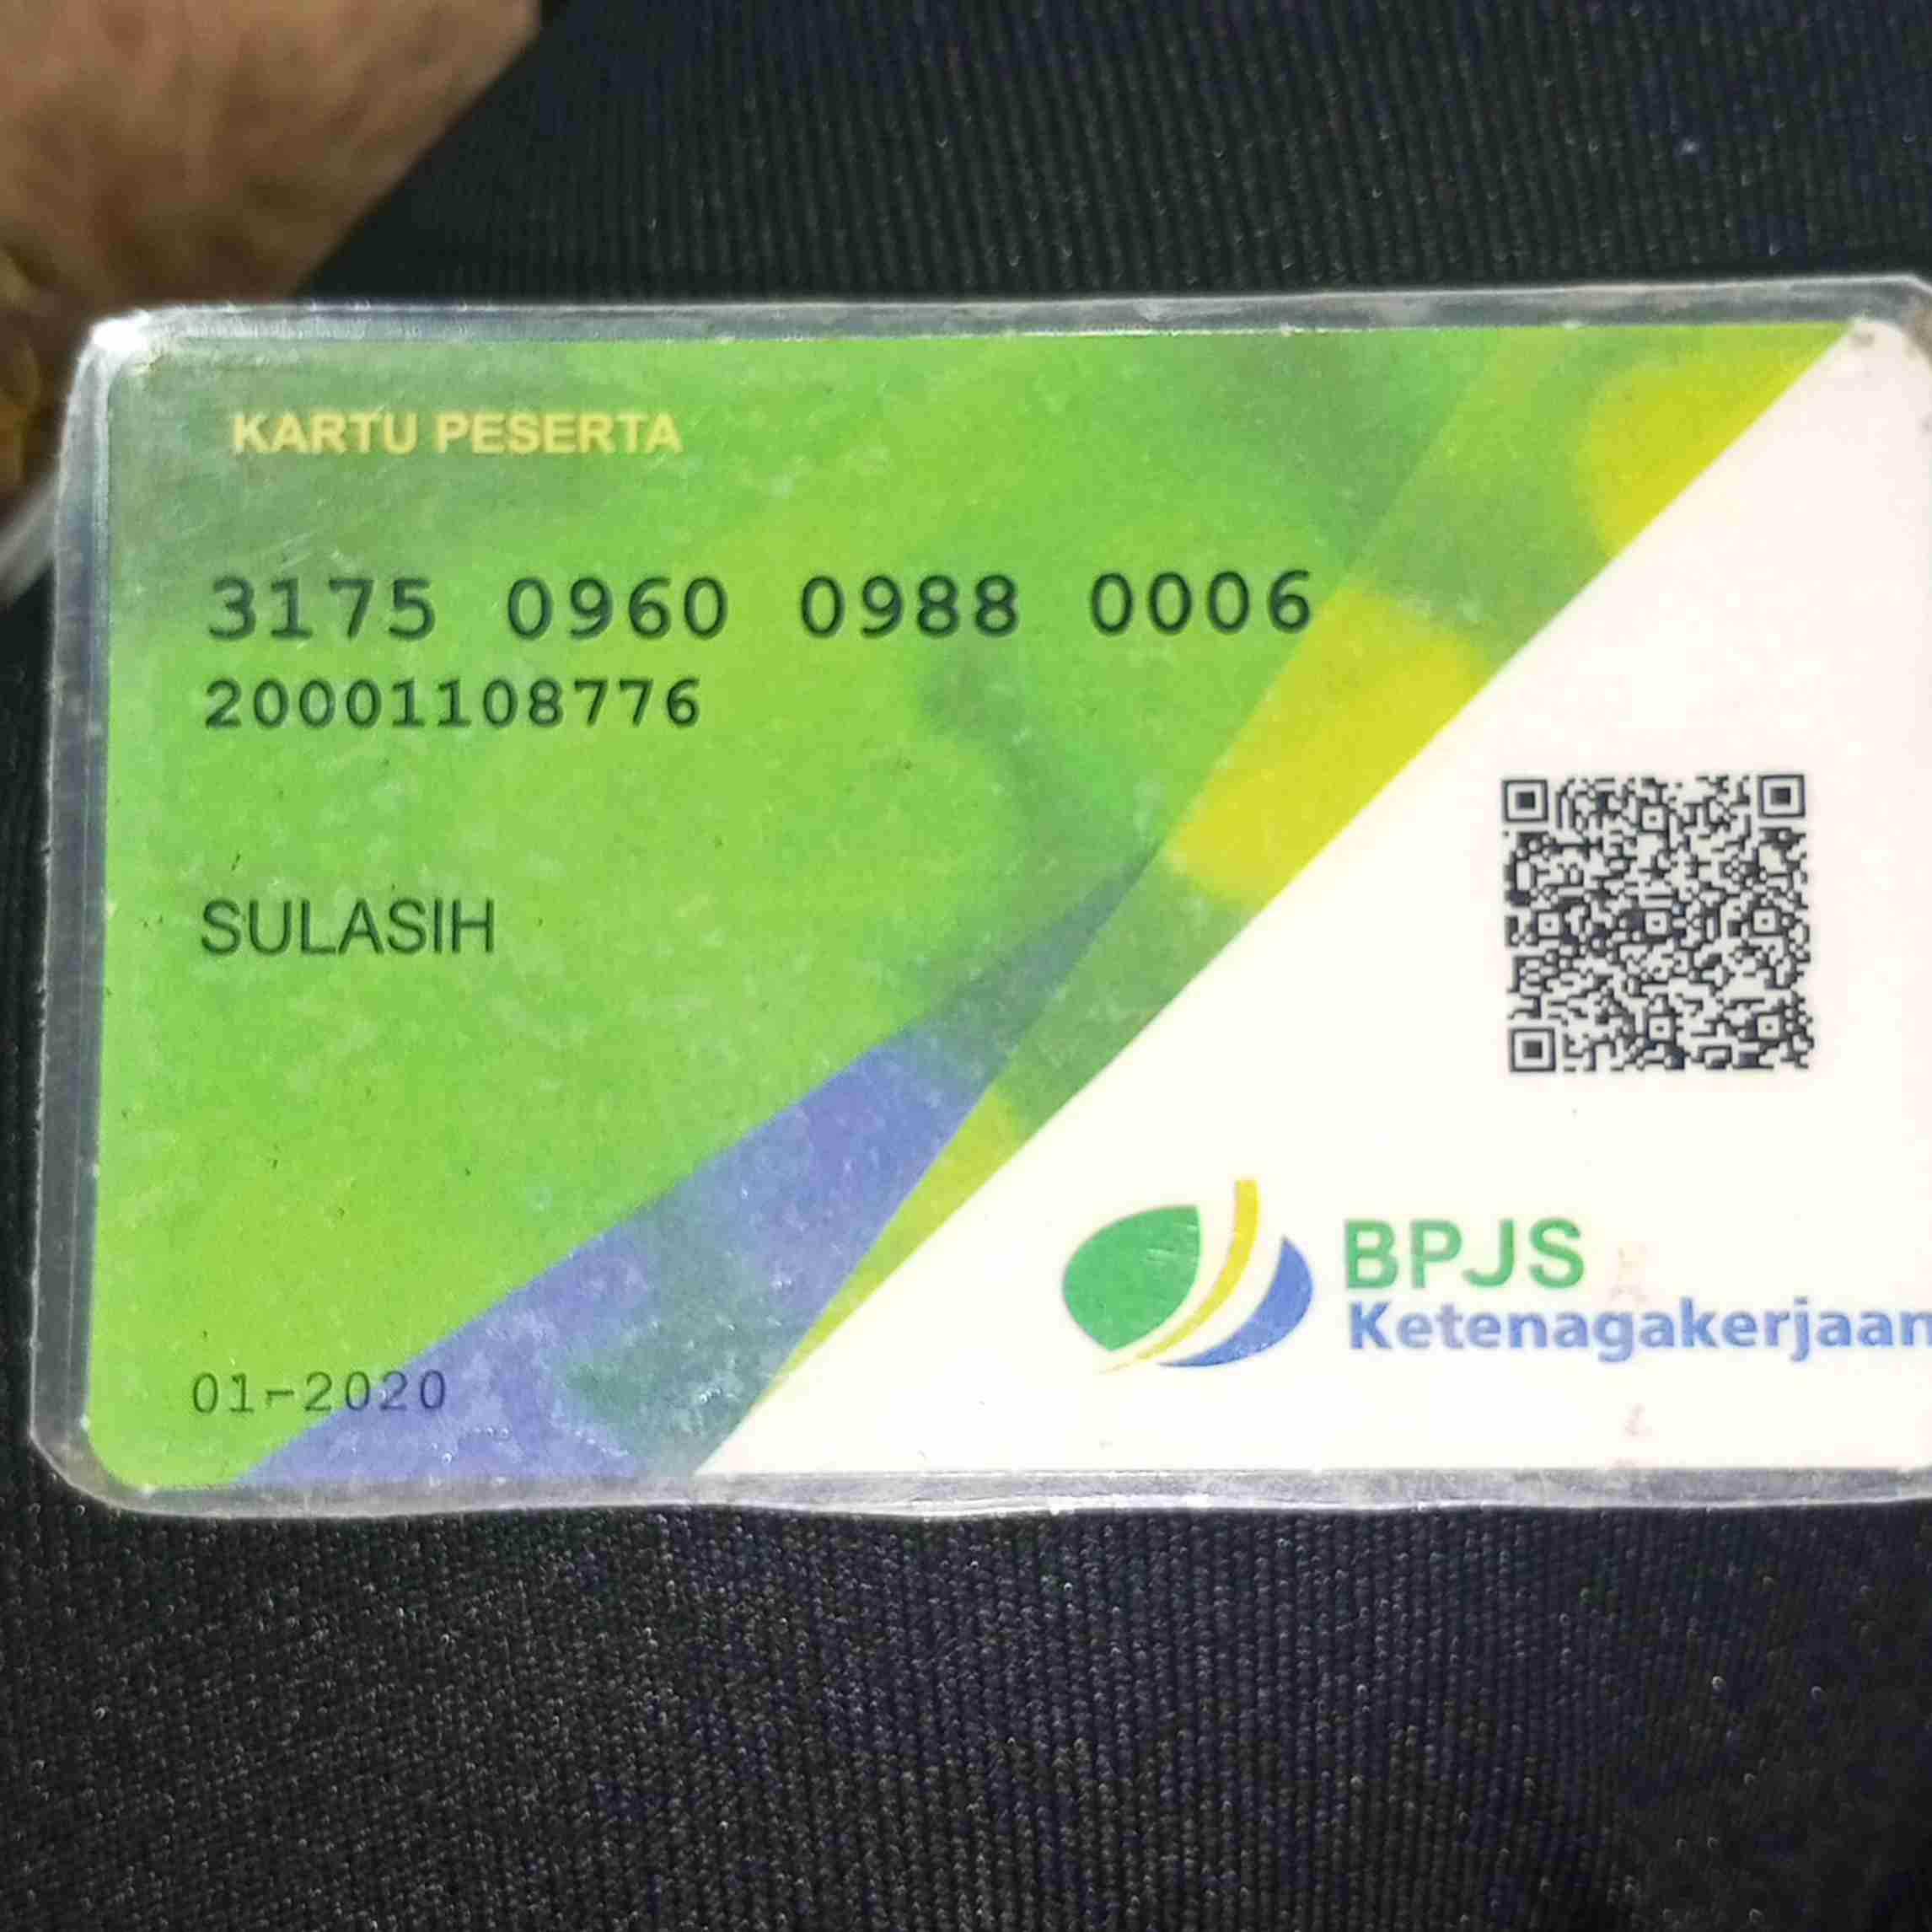 KARTU PESERTA
3175 0960 0988 0006
20001108776
SULASIH
BPJS
Ketenagakerjaan
01-2020